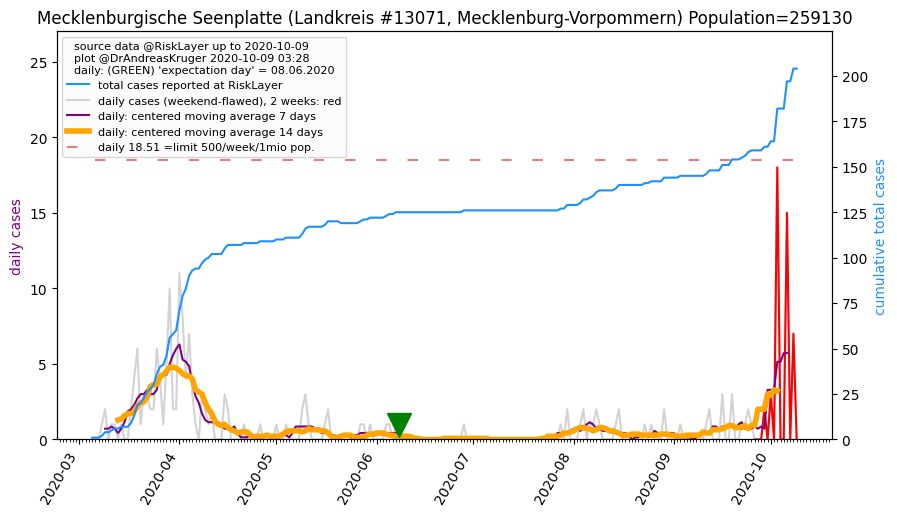 Mecklenburgische Seenplatte (Landkreis #13071, Mecklenburg-Vorpommern) Population=259130
source data @RiskLayer up to 2020-10-09
plot @DrAndreasKruger 2020-10-09 03:28
daily: (GREEN) 'expectation day' = 08.06.2020
total cases reported at RiskLayer
daily cases (weekend-flawed), 2 weeks: red
daily: centered moving average 7 days
daily: centered moving average 14 days
daily 18.51 =limit 500/week/1mio pop.
daily cases
25
20
15
10
5
0
cumulative total cases
200
175
150
125
100
75
50
25
0
2020-03
2020-04
2020-05
2020-06
2020-07
2020-08
2020-09
2020-10